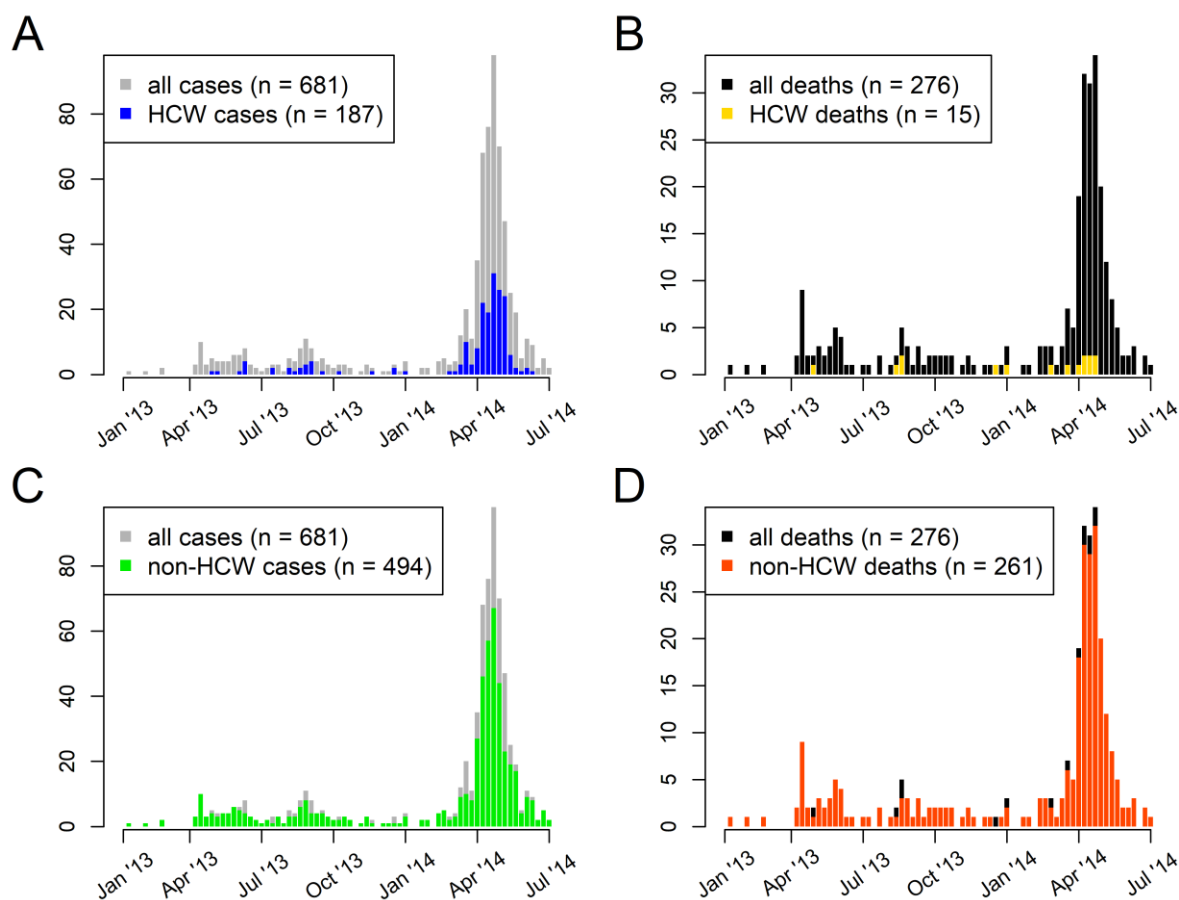 A
all cases (n = 681)
HCW cases (n = 187)
0 20 40 60 80
Jan '13 Apr '13 Jul '13 Oct '13 Jan '14 Apr '14 Jul '14
B
all deaths (n = 276)
HCW deaths (n = 15)
0 5 10 15 20 25 30
Jan '13 Apr '13 Jul '13 Oct '13 Jan '14 Apr '14 Jul '14
C
all cases (n = 681)
non-HCW cases (n = 494)
0 20 40 60 80
Jan '13 Apr '13 Jul '13 Oct '13 Jan '14 Apr '14 Jul '14
D
all deaths (n = 276)
non-HCW deaths (n = 261)
0 5 10 15 20 25 30
Jan '13 Apr '13 Jul '13 Oct '13 Jan '14 Apr '14 Jul '14